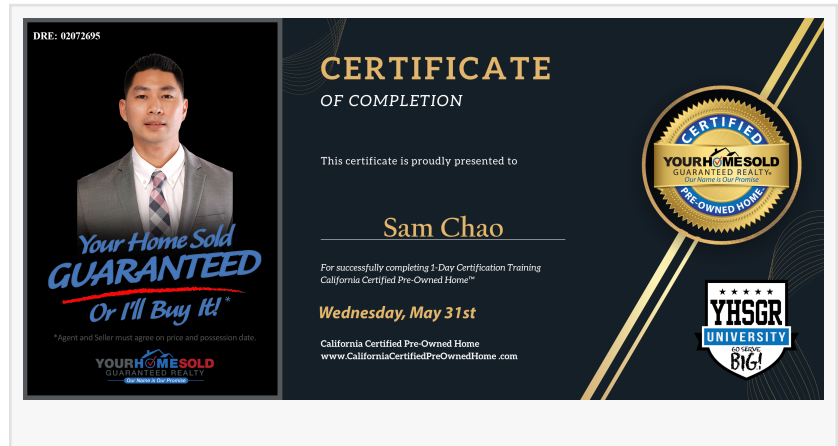 DRE: 02072695
Your Home Sold
GUARANTEED
Or I'll Buy It! *
*Agent and Seller must agree on price and possession date.
YOURHOMESOLD
GUARANTEED REALTY.
Our Name is Our Promise
CERTIFICATE
OF COMPLETION
This certificate is proudly presented to
Sam Chao
For successfully completing 1-Day Certification Training
California Certified Pre-Owned Home™
Wednesday, May 31st
California Certified Pre-Owned Home
www.CaliforniaCertifiedPreOwnedHome .com
CERTIFIED
YOURHOMESOLD
GUARANTEED REALTY®
Our Name is Our Promise
PRE-OWNED HOME™
YHSGR
UNIVERSITY
GO SERVE
BIG!